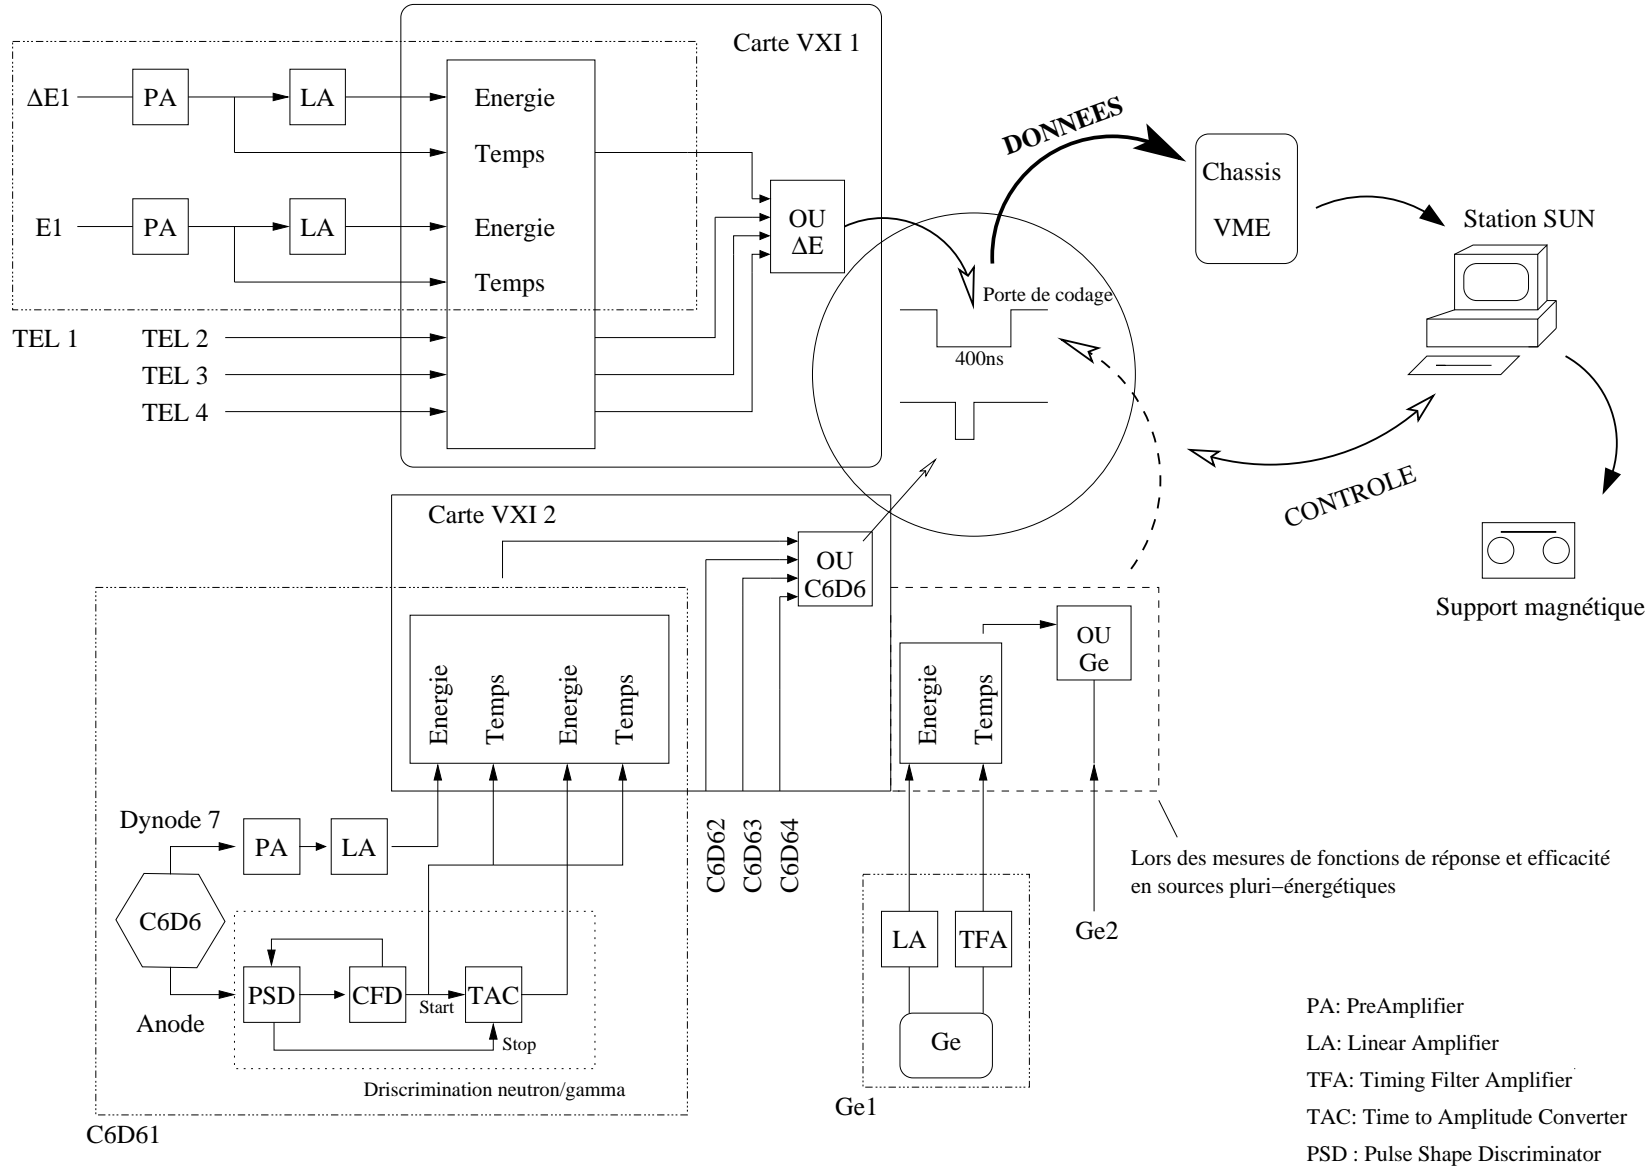 Carte VXI 1
ΔE1
PA
LA
Energie
Temps
E1
PA
LA
Energie
Temps
OU
ΔE
TEL 1
TEL 2
TEL 3
TEL 4
DONNEES
Chassis
VME
Station SUN
Porte de codage
400ns
CONTROLE
Support magnétique
Carte VXI 2
OU
C6D6
Energie
Temps
Energie
Temps
Dynode 7
PA
LA
C6D6
Anode
PSD
CFD
Start
TAC
Stop
Driscrimination neutron/gamma
C6D61
C6D62
C6D63
C6D64
Energie
Temps
OU
Ge
LA
TFA
Ge
Ge1
Ge2
Lors des mesures de fonctions de réponse et efficacité
en sources pluri−énergétiques
PA: PreAmplifier
LA: Linear Amplifier
TFA: Timing Filter Amplifier
TAC: Time to Amplitude Converter
PSD : Pulse Shape Discriminator